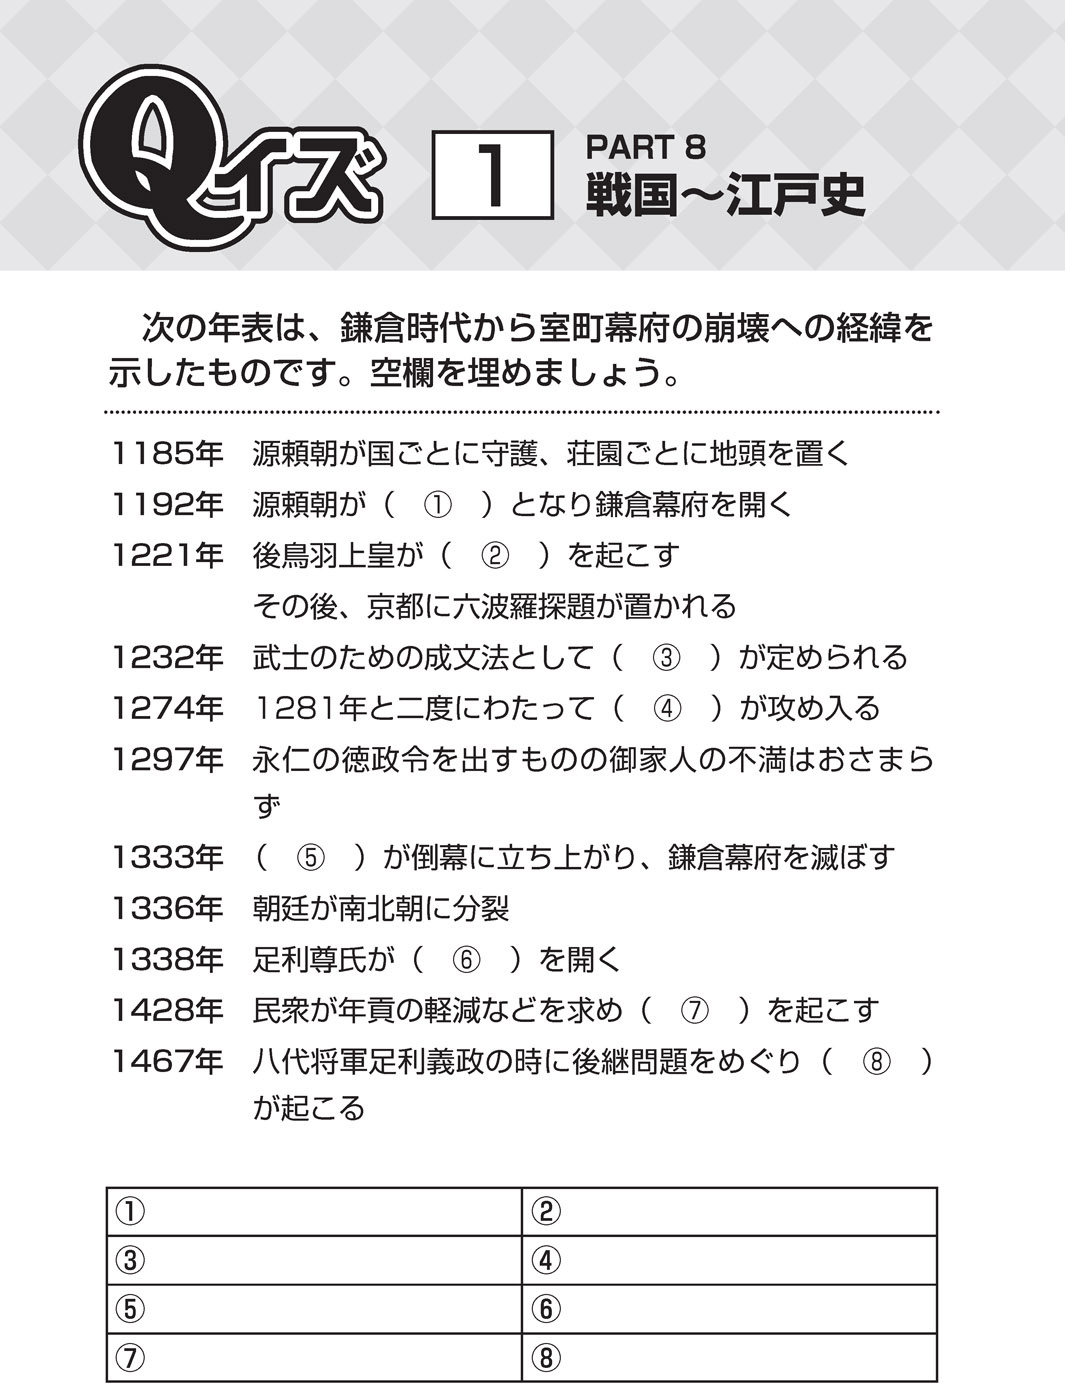 Qイズ 1 PART 8
戦国〜江戸史
次の年表は、鎌倉時代から室町幕府の崩壊への経緯を
示したものです。空欄を埋めましょう。
1185年 源頼朝が国ごとに守護、荘園ごとに地頭を置く
1192年 源頼朝が（ ① ）となり鎌倉幕府を開く
1221年 後鳥羽上皇が（ ② ）を起こす
その後、京都に六波羅探題が置かれる
1232年 武士のための成文法として（ ③ ）が定められる
1274年 1281年と二度にわたって（ ④ ）が攻め入る
1297年 永仁の徳政令を出すものの御家人の不満はおさまら
ず
1333年 （ ⑤ ）が倒幕に立ち上がり、鎌倉幕府を滅ぼす
1336年 朝廷が南北朝に分裂
1338年 足利尊氏が（ ⑥ ）を開く
1428年 民衆が年貢の軽減などを求め（ ⑦ ）を起こす
1467年 八代将軍足利義政の時に後継問題をめぐり（ ⑧ ）
が起こる
① ②
③ ④
⑤ ⑥
⑦ ⑧